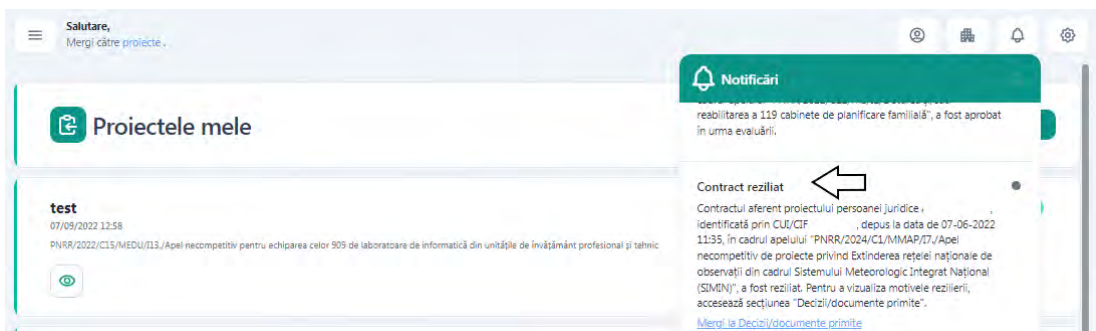 Salutare,
Mergi către proiecte.
Notificări
reabilitarea a 119 cabinete de planificare familială", a fost aprobat
în urma evaluării.
Proiectele mele
Contract reziliat
test
07/09/2022 12:58
PNRR/2022/C15/MEDU/I13./Apel necompetitiv pentru echiparea celor 909 de laboratoare de informatică din unitățile de învățământ profesional și tehnic
Contractul aferent proiectului persoanei juridice ,
identificată prin CUI/CIF , depus la data de 07-06-2022
11:35, în cadrul apelului "PNRR/2024/C1/MMAP/I7./Apel
necompetitiv de proiecte privind Extinderea rețelei naționale de
observații din cadrul Sistemului Meteorologic Integrat Național
(SIMIN)", a fost reziliat. Pentru a vizualiza motivele rezilierii,
accesează secțiunea "Decizii/documente primite".
Mergi la Decizii/documente primite